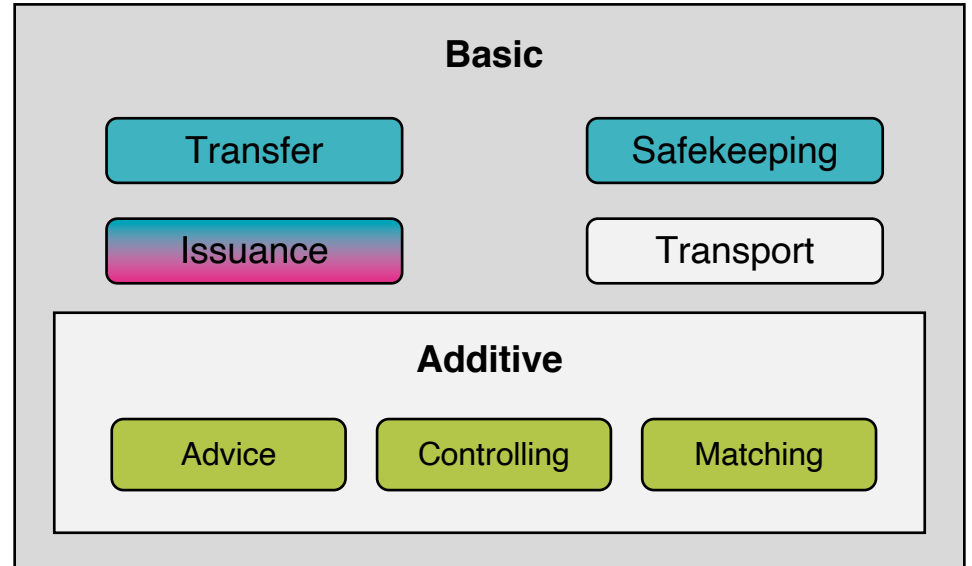 Basic
Transfer
Safekeeping
Issuance
Transport
Additive
Advice
Controlling
Matching